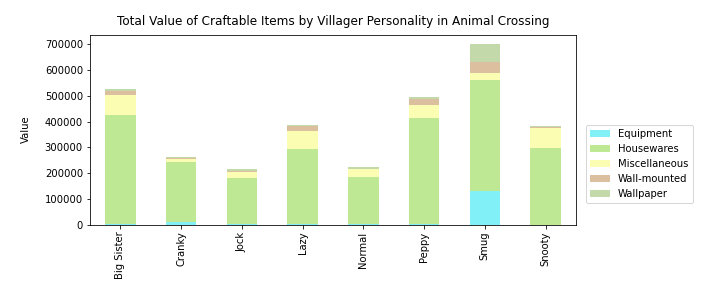 Total Value of Craftable Items by Villager Personality in Animal Crossing
Value
700000
600000
500000
400000
300000
200000
100000
0
Big Sister
Cranky
Jock
Lazy
Normal
Peppy
Smug
Snooty
Equipment
Housewares
Miscellaneous
Wall-mounted
Wallpaper